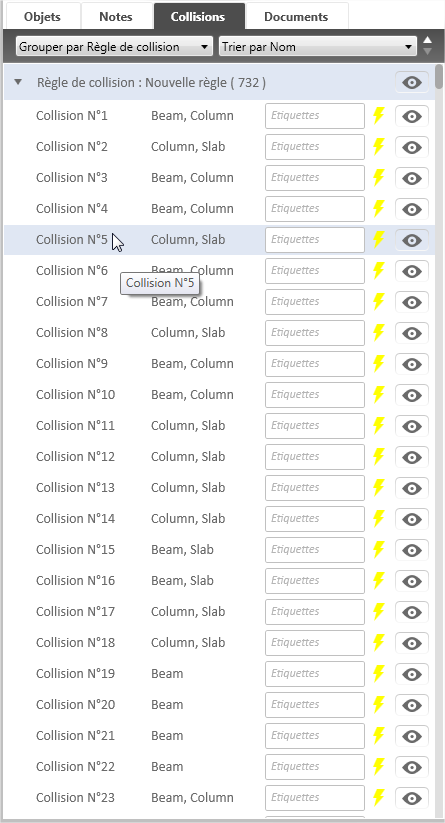 Objets Notes Collisions Documents
Grouper par Règle de collision Trier par Nom
Règle de collision : Nouvelle règle ( 732 )
Collision N°1 Beam, Column Etiquettes
Collision N°2 Column, Slab Etiquettes
Collision N°3 Beam, Column Etiquettes
Collision N°4 Beam, Column Etiquettes
Collision N°5 Column, Slab Etiquettes
Collision N°6 Beam, Column Etiquettes
Collision N°5
Collision N°7 Beam, Column Etiquettes
Collision N°8 Column, Slab Etiquettes
Collision N°9 Beam, Column Etiquettes
Collision N°10 Beam, Column Etiquettes
Collision N°11 Column, Slab Etiquettes
Collision N°12 Column, Slab Etiquettes
Collision N°13 Column, Slab Etiquettes
Collision N°14 Column, Slab Etiquettes
Collision N°15 Beam, Slab Etiquettes
Collision N°16 Beam, Slab Etiquettes
Collision N°17 Column, Slab Etiquettes
Collision N°18 Column, Slab Etiquettes
Collision N°19 Beam Etiquettes
Collision N°20 Beam Etiquettes
Collision N°21 Beam Etiquettes
Collision N°22 Beam Etiquettes
Collision N°23 Beam, Column Etiquettes